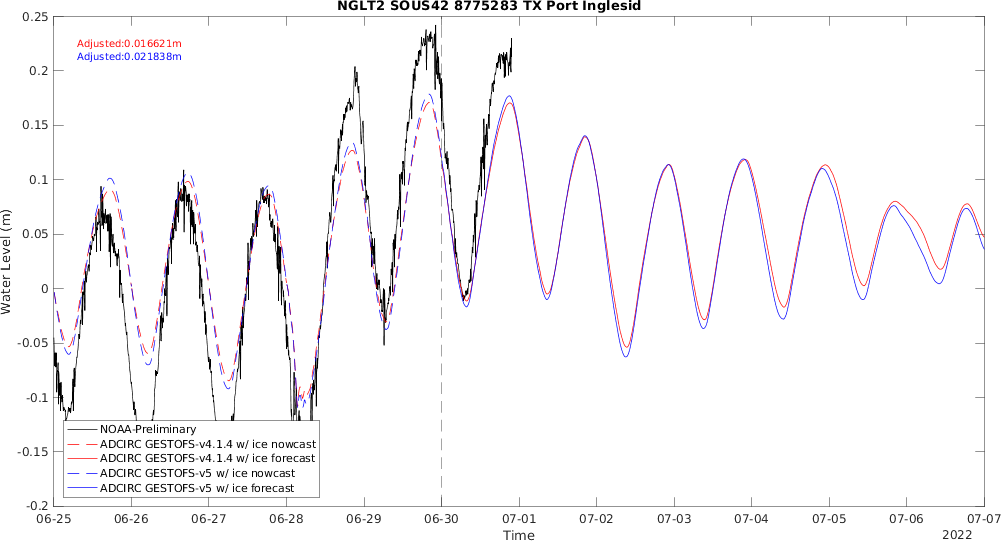 NGLT2 SOUS42 8775283 TX Port Inglesid
Adjusted:0.016621m
Adjusted:0.021838m
Water Level (m)
0.25
0.2
0.15
0.1
0.05
0
-0.05
-0.1
-0.15
-0.2
NOAA-Preliminary
ADCIRC GESTOFS-v4.1.4 w/ ice nowcast
ADCIRC GESTOFS-v4.1.4 w/ ice forecast
ADCIRC GESTOFS-v5 w/ ice nowcast
ADCIRC GESTOFS-v5 w/ ice forecast
06-25 06-26 06-27 06-28 06-29 06-30 07-01 07-02 07-03 07-04 07-05 07-06 07-07
Time
2022